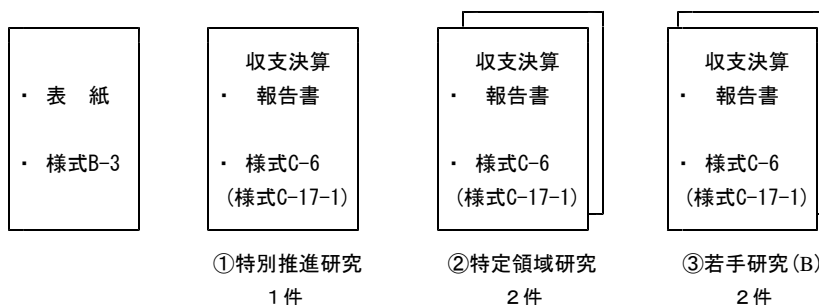 ・ 表 紙
・ 様式B-3
収支決算
・ 報告書
・ 様式C-6
(様式C-17-1)
①特別推進研究
1件
収支決算
・ 報告書
・ 様式C-6
(様式C-17-1)
②特定領域研究
2件
収支決算
・ 報告書
・ 様式C-6
(様式C-17-1)
③若手研究(B)
2件